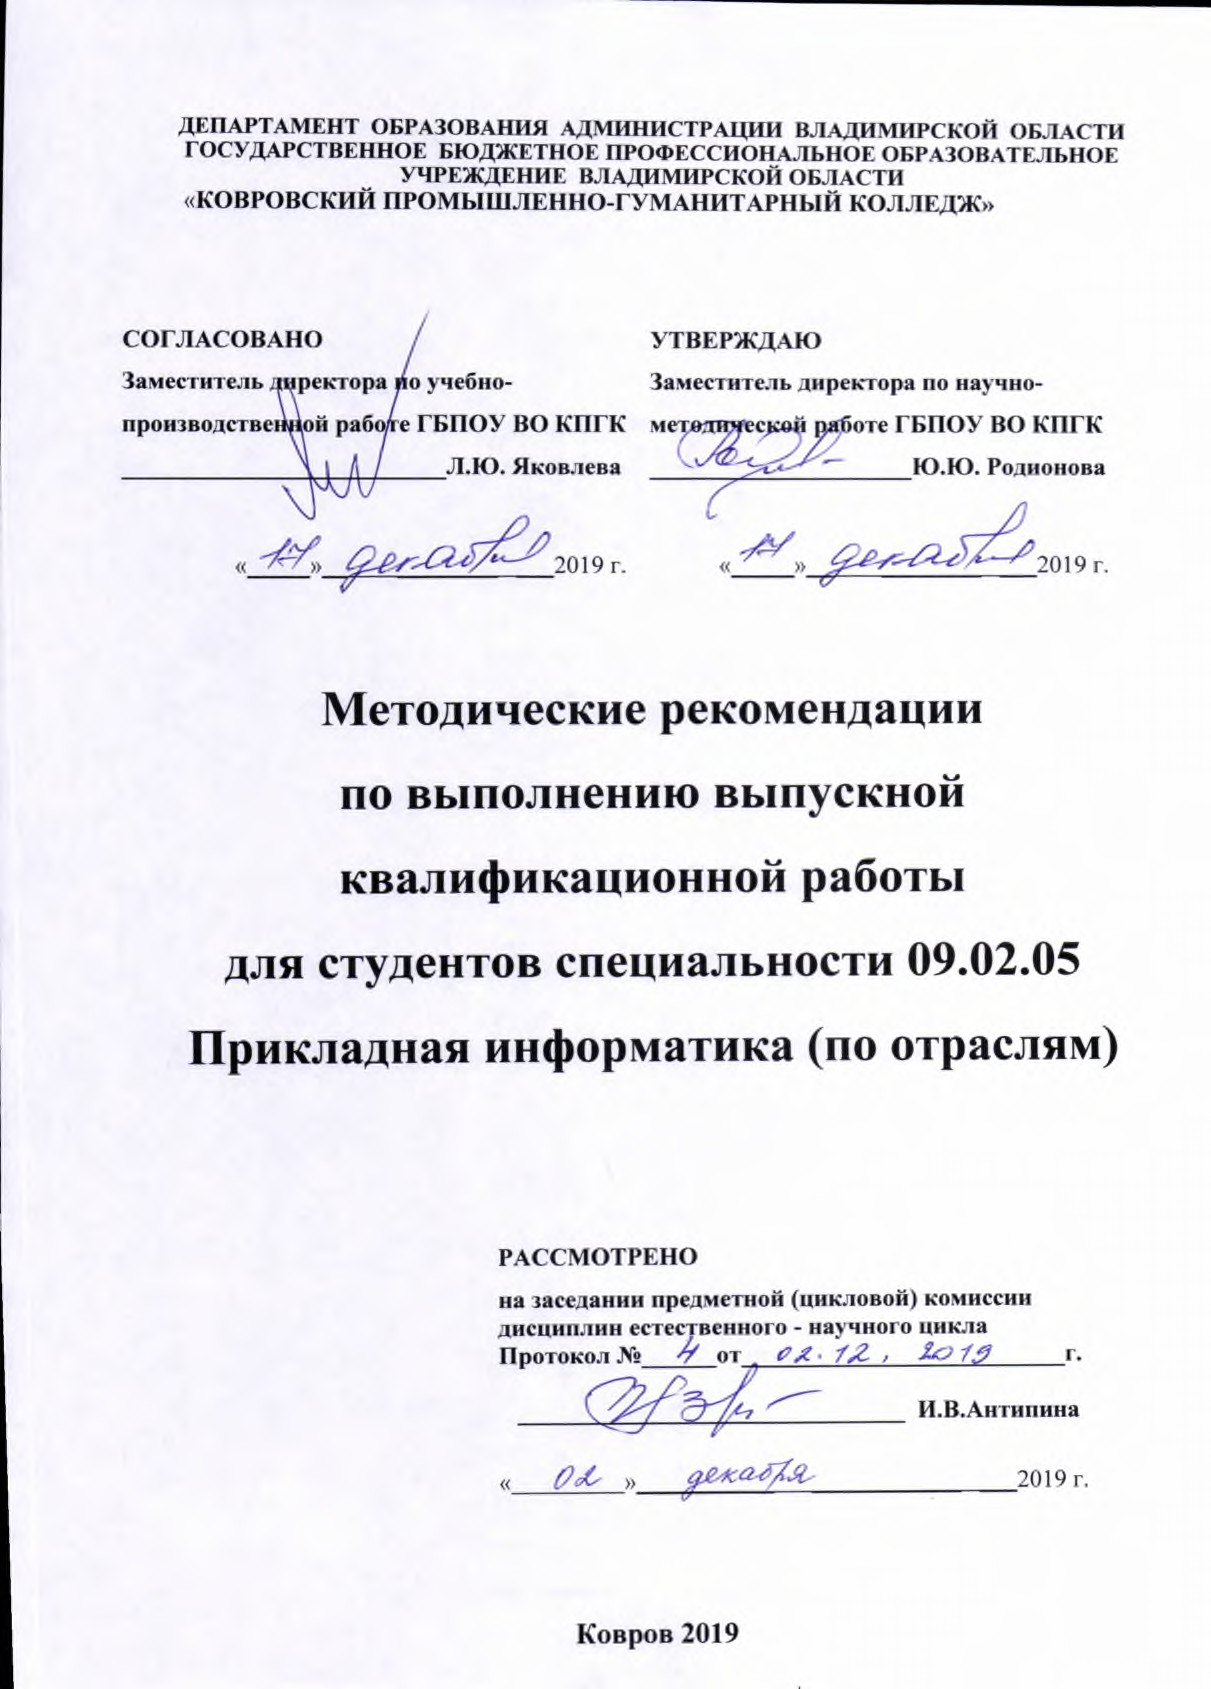 ДЕПАРТАМЕНТ ОБРАЗОВАНИЯ АДМИНИСТРАЦИИ ВЛАДИМИРСКОЙ ОБЛАСТИ
ГОСУДАРСТВЕННОЕ БЮДЖЕТНОЕ ПРОФЕССИОНАЛЬНОЕ ОБРАЗОВАТЕЛЬНОЕ
УЧРЕЖДЕНИЕ ВЛАДИМИРСКОЙ ОБЛАСТИ
«КОВРОВСКИЙ ПРОМЫШЛЕННО-ГУМАНИТАРНЫЙ КОЛЛЕДЖ»
СОГЛАСОВАНО
Заместитель директора по учебно-
производственной работе ГБПОУ ВО КПГК
Л.Ю. Яковлева
«17» декабря 2019 г.
УТВЕРЖДАЮ
Заместитель директора по научно-
методической работе ГБПОУ ВО КПГК
Ю.Ю. Родионова
«17» декабря 2019 г.
Методические рекомендации
по выполнению выпускной
квалификационной работы
для студентов специальности 09.02.05
Прикладная информатика (по отраслям)
РАССМОТРЕНО
на заседании предметной (цикловой) комиссии
дисциплин естественного - научного цикла
Протокол № 4 от 02.12, 2019 г.
И.В.Антипина
«02» декабря 2019 г.
Ковров 2019